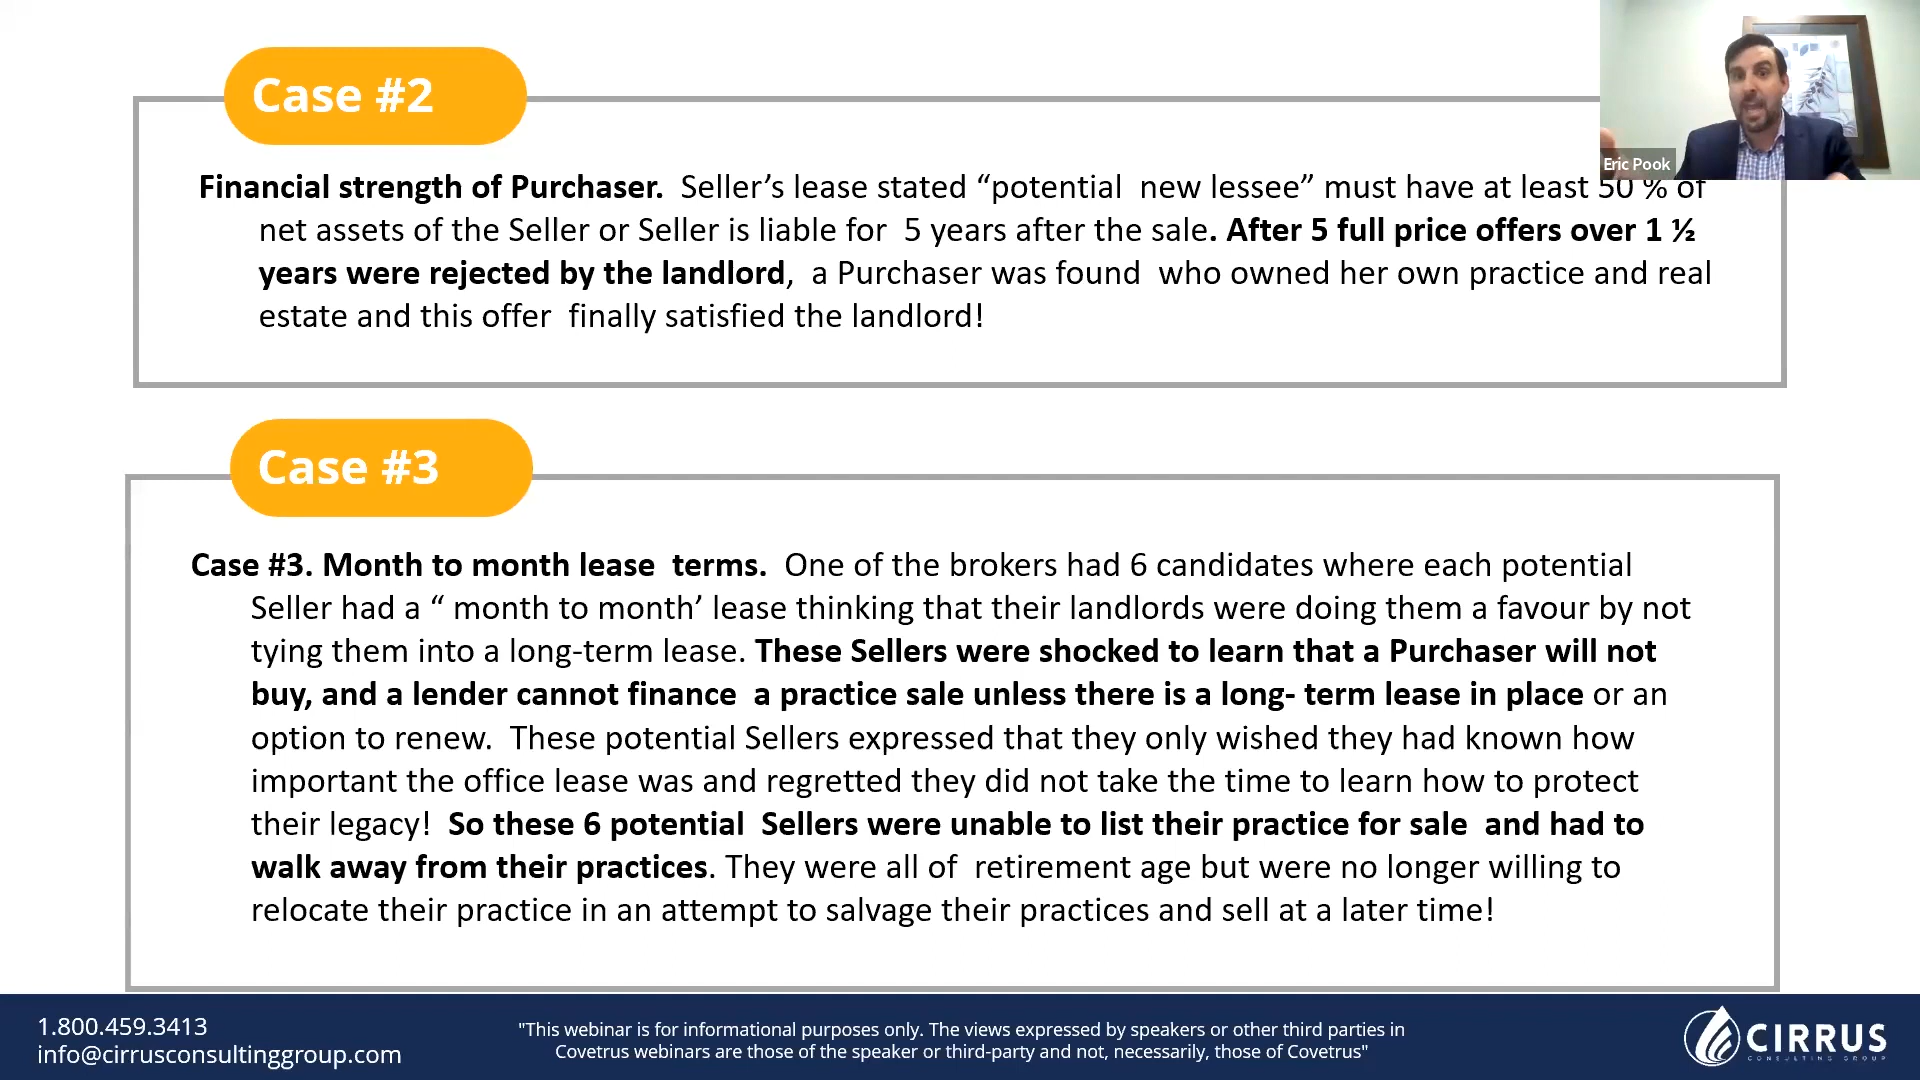 Case #2
Eric Pook
Financial strength of Purchaser. Seller’s lease stated “potential new lessee” must have at least 50 % of
net assets of the Seller or Seller is liable for 5 years after the sale. After 5 full price offers over 1 ½
years were rejected by the landlord, a Purchaser was found who owned her own practice and real
estate and this offer finally satisfied the landlord!
Case #3
Case #3. Month to month lease terms. One of the brokers had 6 candidates where each potential
Seller had a “ month to month’ lease thinking that their landlords were doing them a favour by not
tying them into a long-term lease. These Sellers were shocked to learn that a Purchaser will not
buy, and a lender cannot finance a practice sale unless there is a long- term lease in place or an
option to renew. These potential Sellers expressed that they only wished they had known how
important the office lease was and regretted they did not take the time to learn how to protect
their legacy! So these 6 potential Sellers were unable to list their practice for sale and had to
walk away from their practices. They were all of retirement age but were no longer willing to
relocate their practice in an attempt to salvage their practices and sell at a later time!
1.800.459.3413
info@cirrusconsultinggroup.com
"This webinar is for informational purposes only. The views expressed by speakers or other third parties in
Covetrus webinars are those of the speaker or third-party and not, necessarily, those of Covetrus"
CIRRUS
CONSULTING GROUP